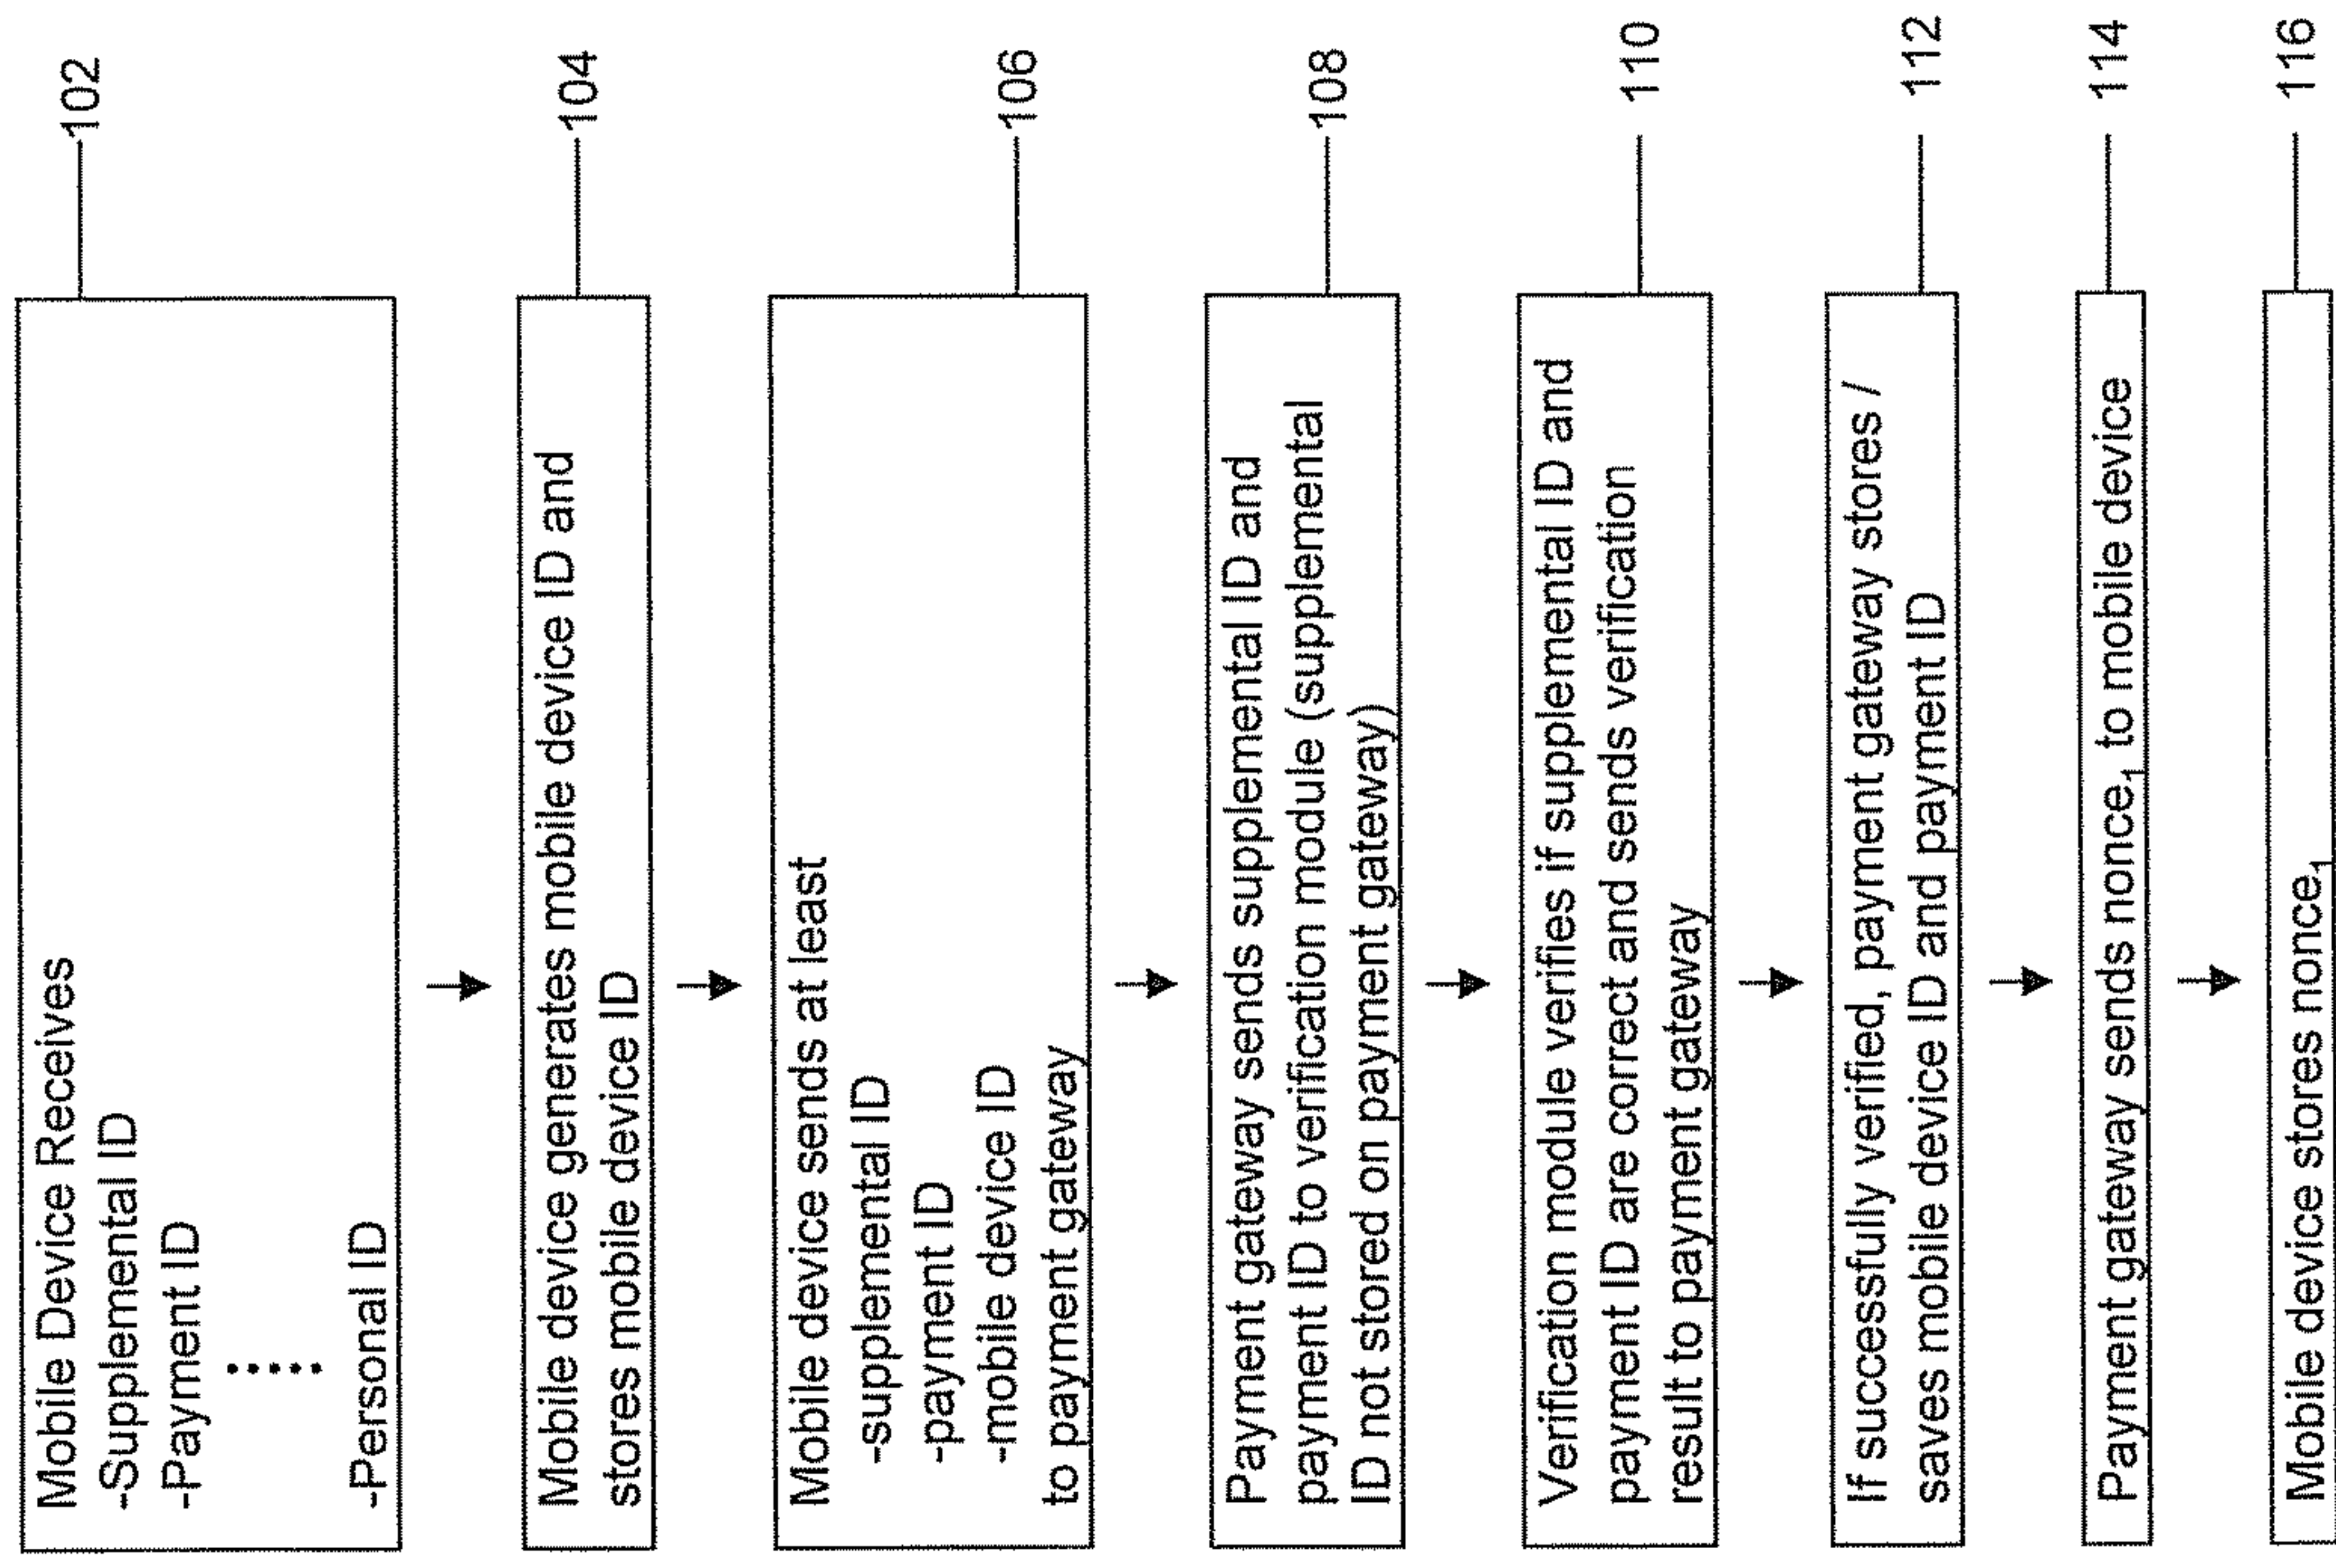 Mobile Device Receives
-Supplemental ID
-Payment ID
.....
-Personal ID
102
Mobile device generates mobile device ID and
stores mobile device ID
104
Mobile device sends at least
-supplemental ID
-payment ID
-mobile device ID
to payment gateway
106
Payment gateway sends supplemental ID and
payment ID to verification module (supplemental
ID not stored on payment gateway)
108
Verification module verifies if supplemental ID and
payment ID are correct and sends verification
result to payment gateway
110
If successfully verified, payment gateway stores /
saves mobile device ID and payment ID
112
Payment gateway sends nonce₁ to mobile device
114
Mobile device stores nonce₁
116